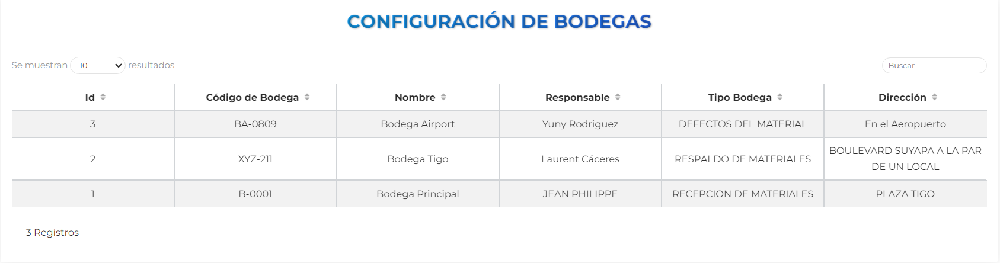 CONFIGURACIÓN DE BODEGAS
Se muestran 10 resultados
Buscar
Id Código de Bodega Nombre Responsable Tipo Bodega Dirección
3 BA-0809 Bodega Airport Yuny Rodriguez DEFECTOS DEL MATERIAL En el Aeropuerto
2 XYZ-211 Bodega Tigo Laurent Cáceres RESPALDO DE MATERIALES BOULEVARD SUYAPA A LA PAR
DE UN LOCAL
1 B-0001 Bodega Principal JEAN PHILIPPE RECEPCION DE MATERIALES PLAZA TIGO
3 Registros